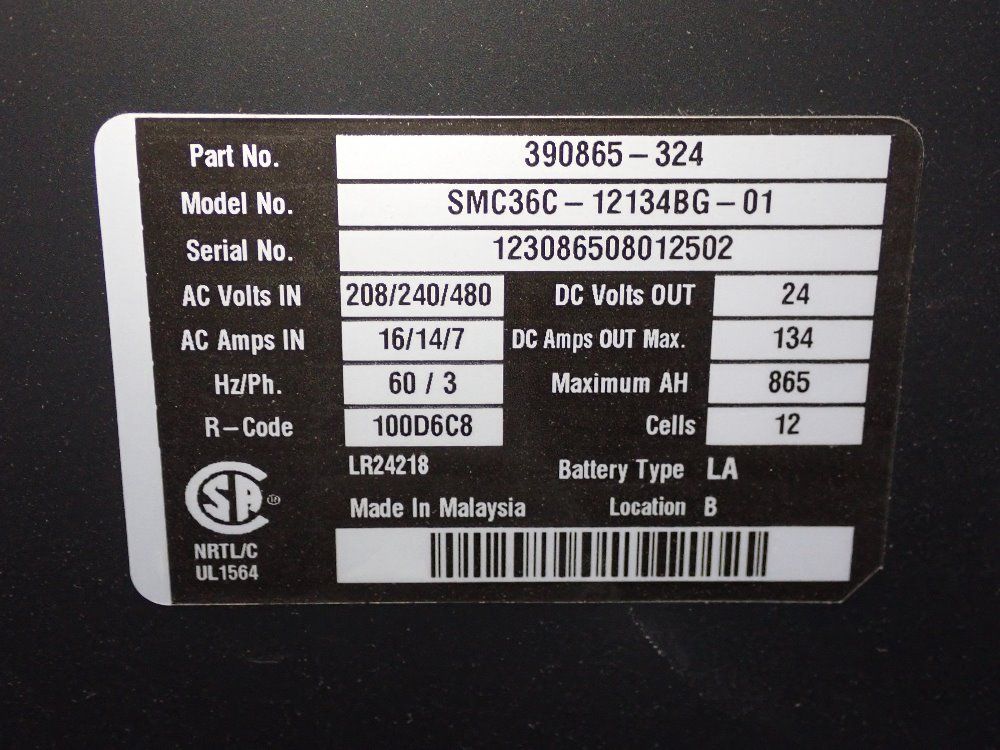 Part No. 390865-324
Model No. SMC36C-12134BG-01
Serial No. 123086508012502
AC Volts IN 208/240/480 DC Volts OUT 24
AC Amps IN 16/14/7 DC Amps OUT Max. 134
Hz/Ph. 60 / 3 Maximum AH 865
R-Code 100D6C8 Cells 12
LR24218 Battery Type LA
SA
Made In Malaysia Location B
NRTL/C
UL1564